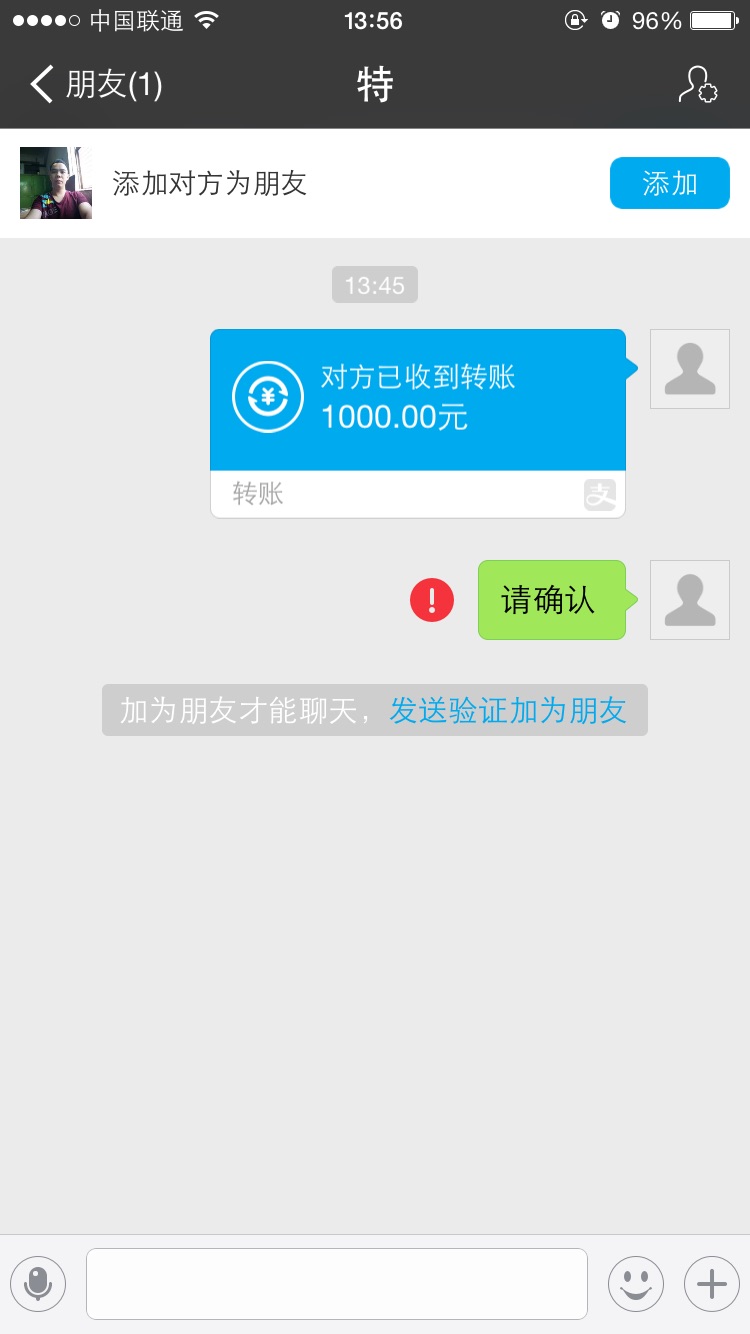 中国联通 13:56 96%
朋友(1) 特
添加对方为朋友 添加
13:45
对方已收到转账
1000.00元
转账 支
请确认
加为朋友才能聊天，发送验证加为朋友